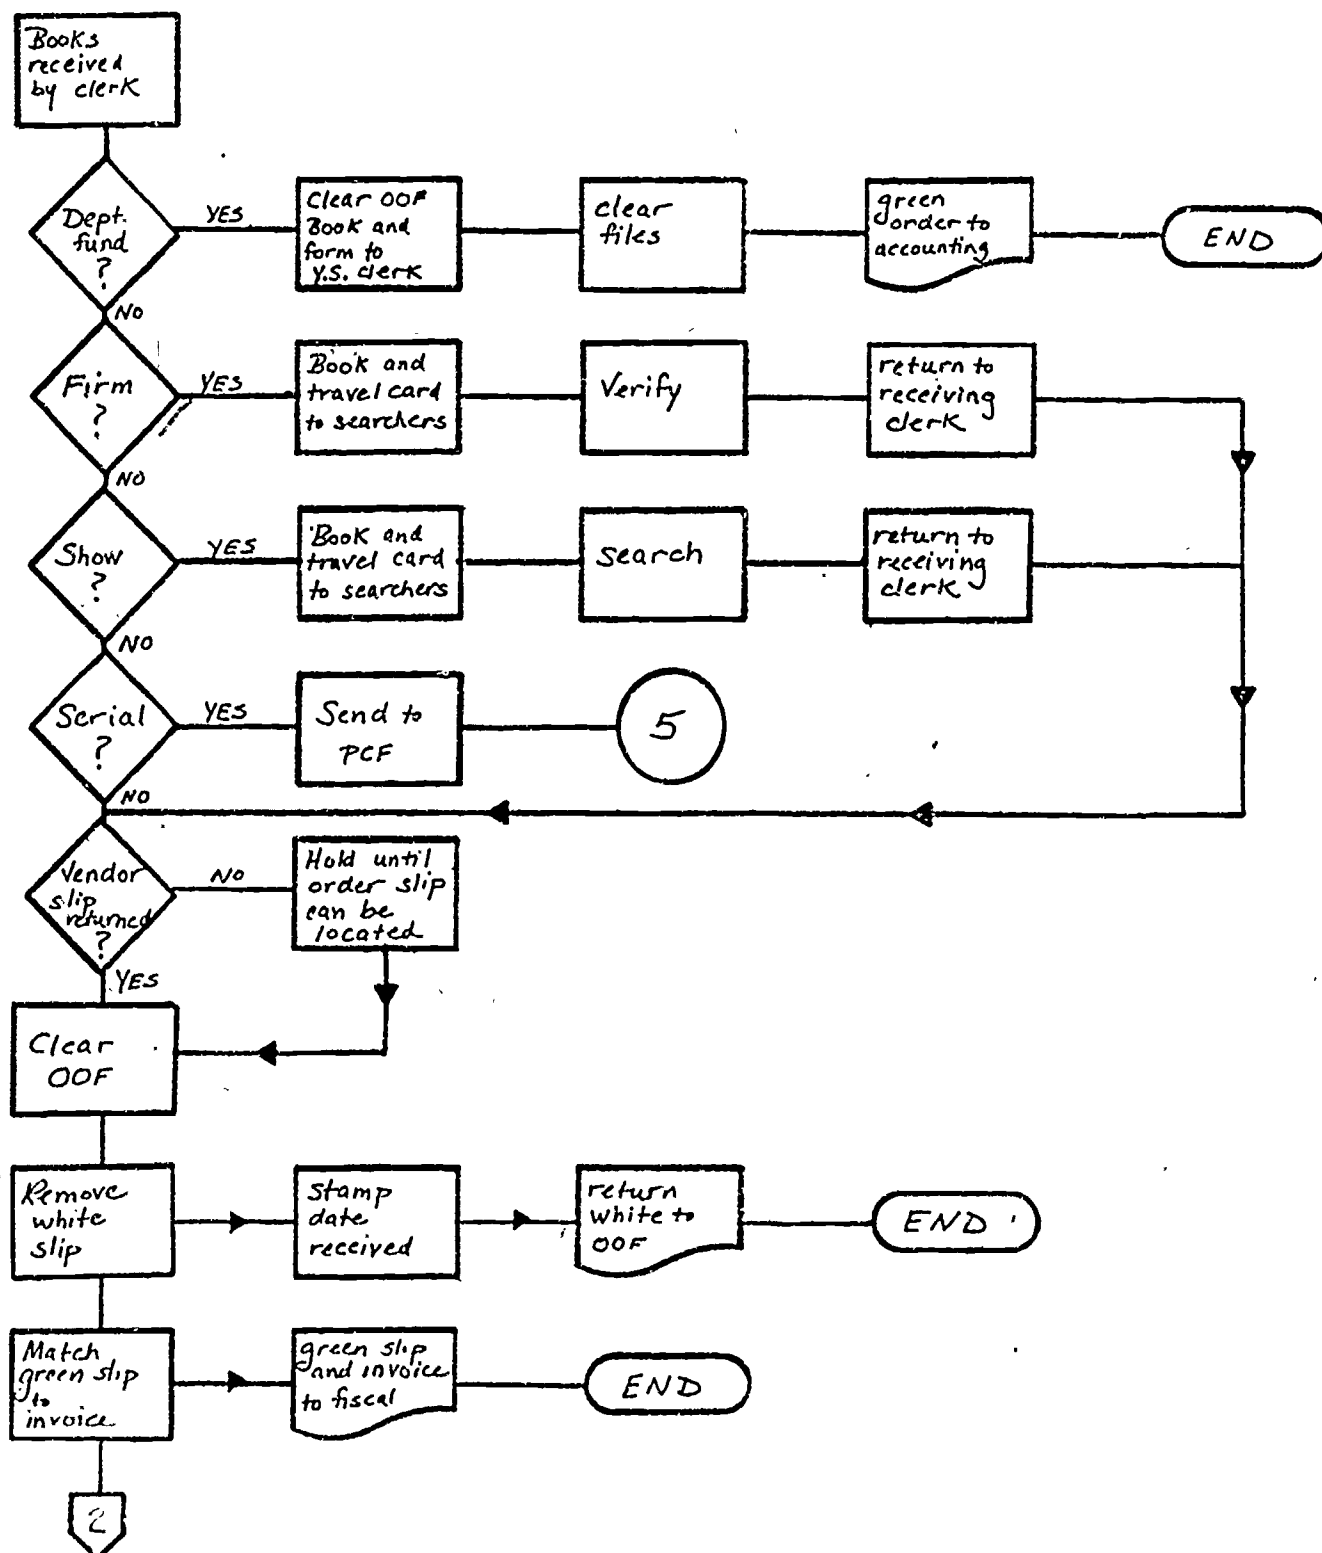 Books
received
by clerk
Dept.
fund
?
YES
Clear OOF
Book and
form to
Y.S. clerk
clear
files
green
order to
accounting
END
NO
Firm
?
YES
Book and
travel card
to searchers
Verify
return to
receiving
clerk
NO
Show
?
YES
Book and
travel card
to searchers
search
return to
receiving
clerk
NO
Serial
?
YES
Send to
PCF
5
NO
Vendor
slip
returned
?
NO
Hold until
order slip
can be
located
YES
Clear
OOF
Remove
white
slip
stamp
date
received
return
white to
OOF
END
Match
green slip
to
invoice
green slip
and invoice
to fiscal
END
2